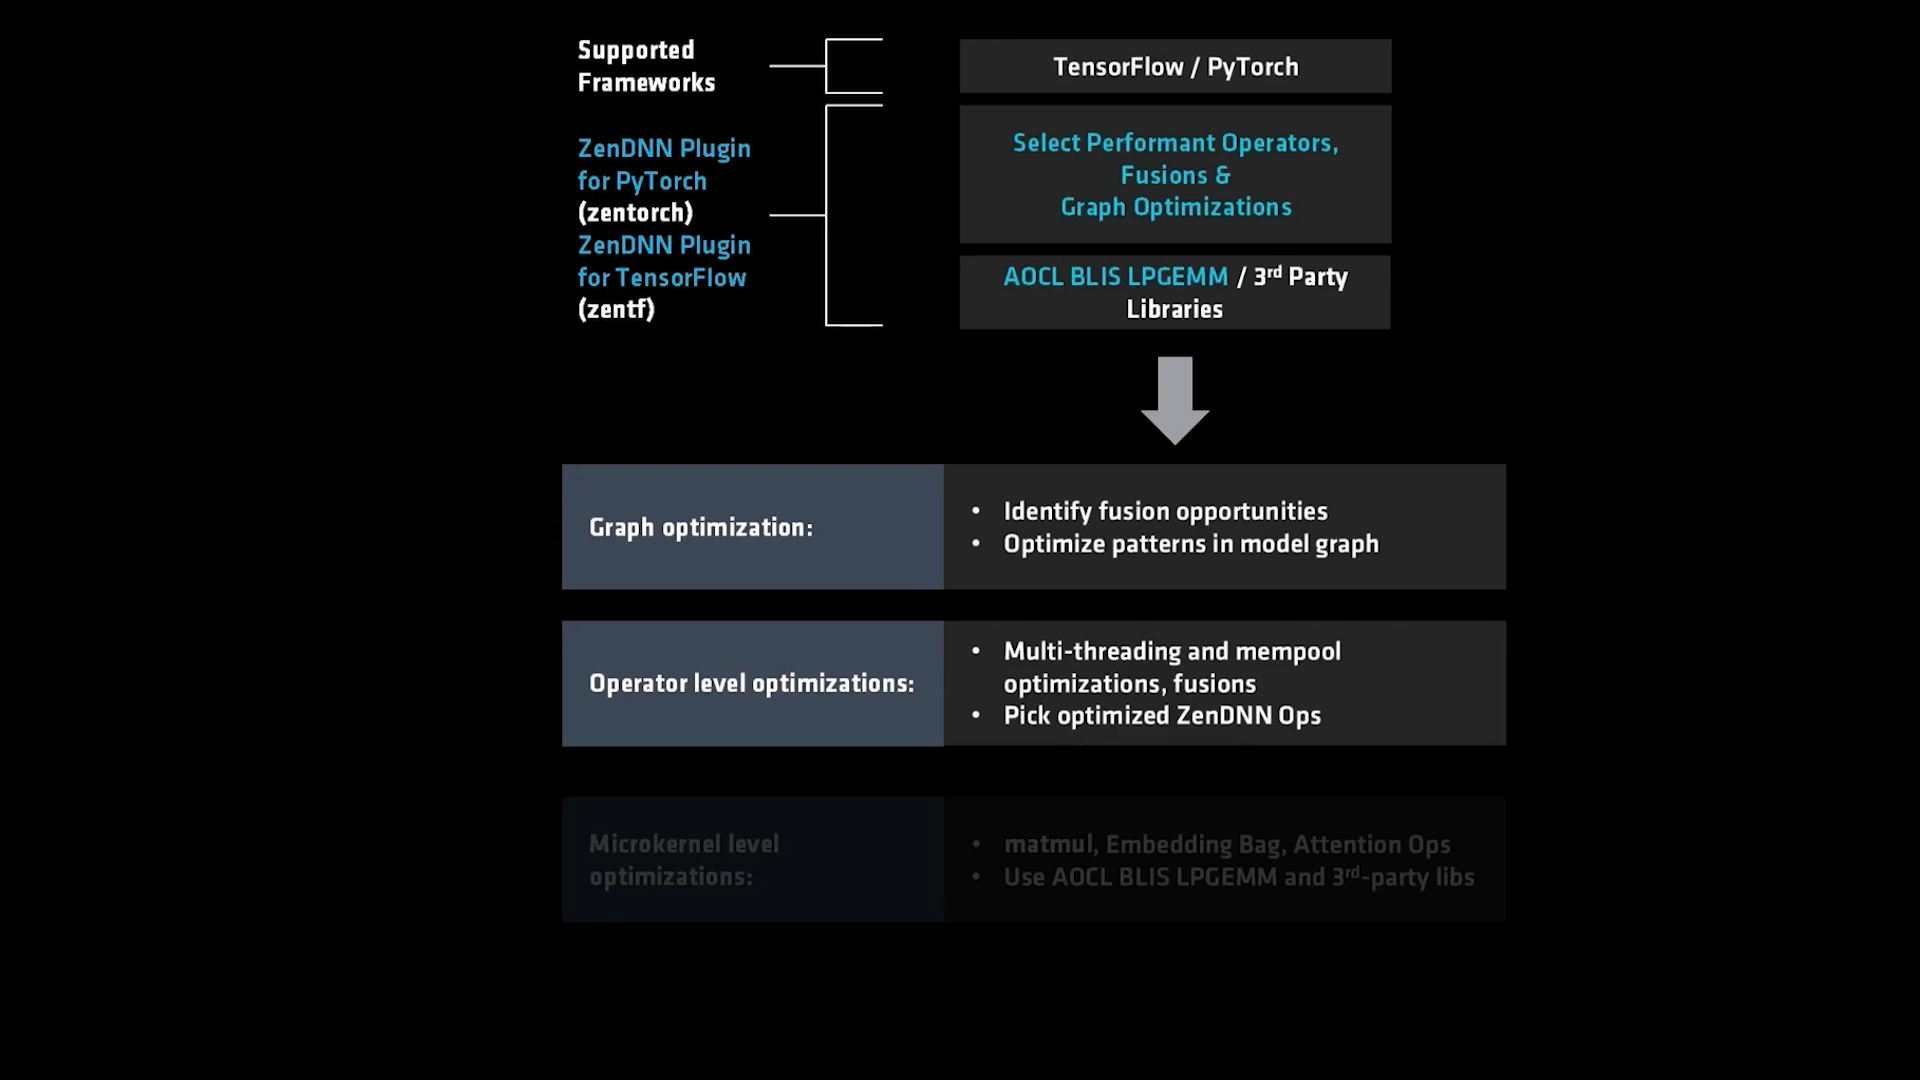 Supported
Frameworks
TensorFlow / PyTorch
ZenDNN Plugin
for PyTorch
(zentorch)
ZenDNN Plugin
for TensorFlow
(zentf)
Select Performant Operators,
Fusions &
Graph Optimizations
AOCL BLIS LPGEMM / 3rd Party
Libraries
Graph optimization:
• Identify fusion opportunities
• Optimize patterns in model graph
Operator level optimizations:
• Multi-threading and mempool
optimizations, fusions
• Pick optimized ZenDNN Ops
Microkernel level
optimizations:
• matmul, Embedding Bag, Attention Ops
• Use AOCL BLIS LPGEMM and 3rd-party libs